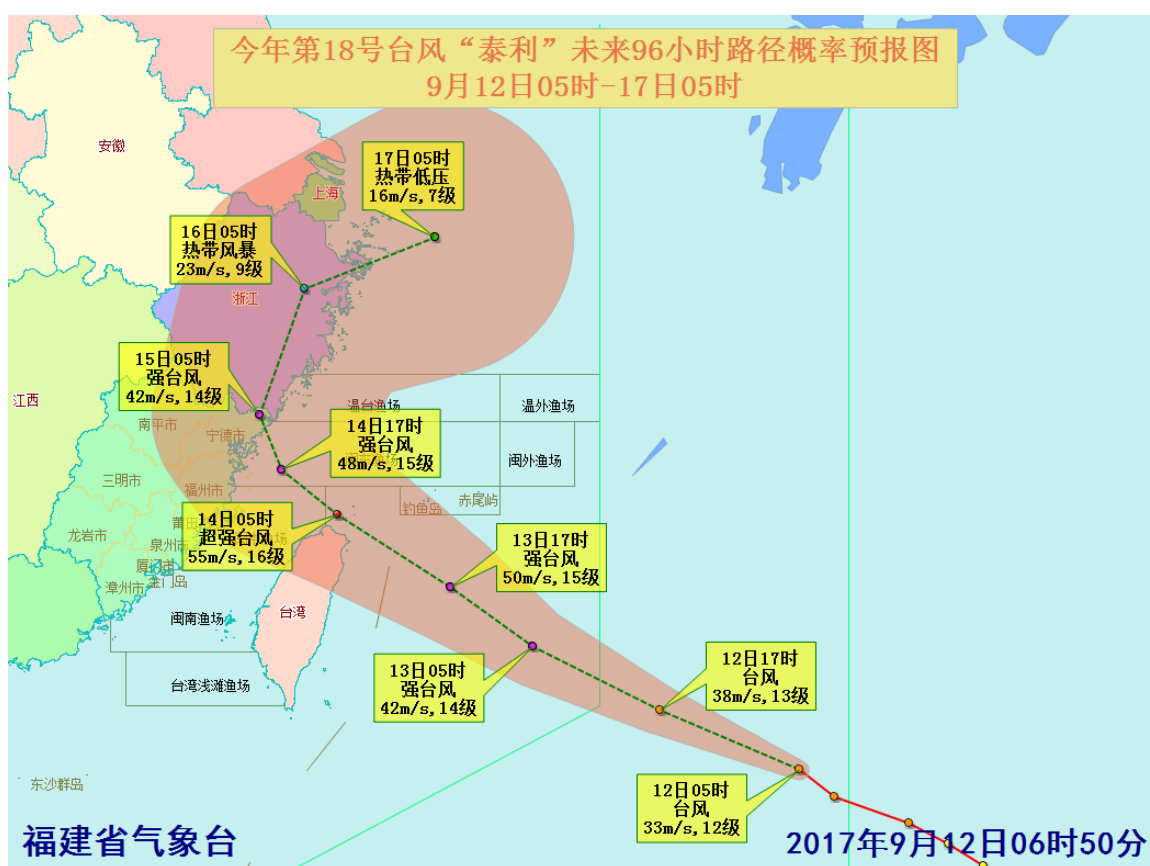 今年第18号台风“泰利”未来96小时路径概率预报图
9月12日05时-17日05时
安徽
上海
17日05时
热带低压
16m/s,7级
16日05时
热带风暴
23m/s,9级
浙江
15日05时
强台风
42m/s,14级
江西
温台渔场
温外渔场
南平市
宁德市
14日17时
强台风
48m/s,15级
闽外渔场
三明市
福州市
钓鱼岛
赤尾屿
14日05时
超强台风
55m/s,16级
龙岩市
泉州市
厦门市
金门岛
漳州市
13日17时
强台风
50m/s,15级
闽南渔场
台湾
台湾浅滩渔场
13日05时
强台风
42m/s,14级
12日17时
台风
38m/s,13级
东沙群岛
12日05时
台风
33m/s,12级
福建省气象台
2017年9月12日06时50分